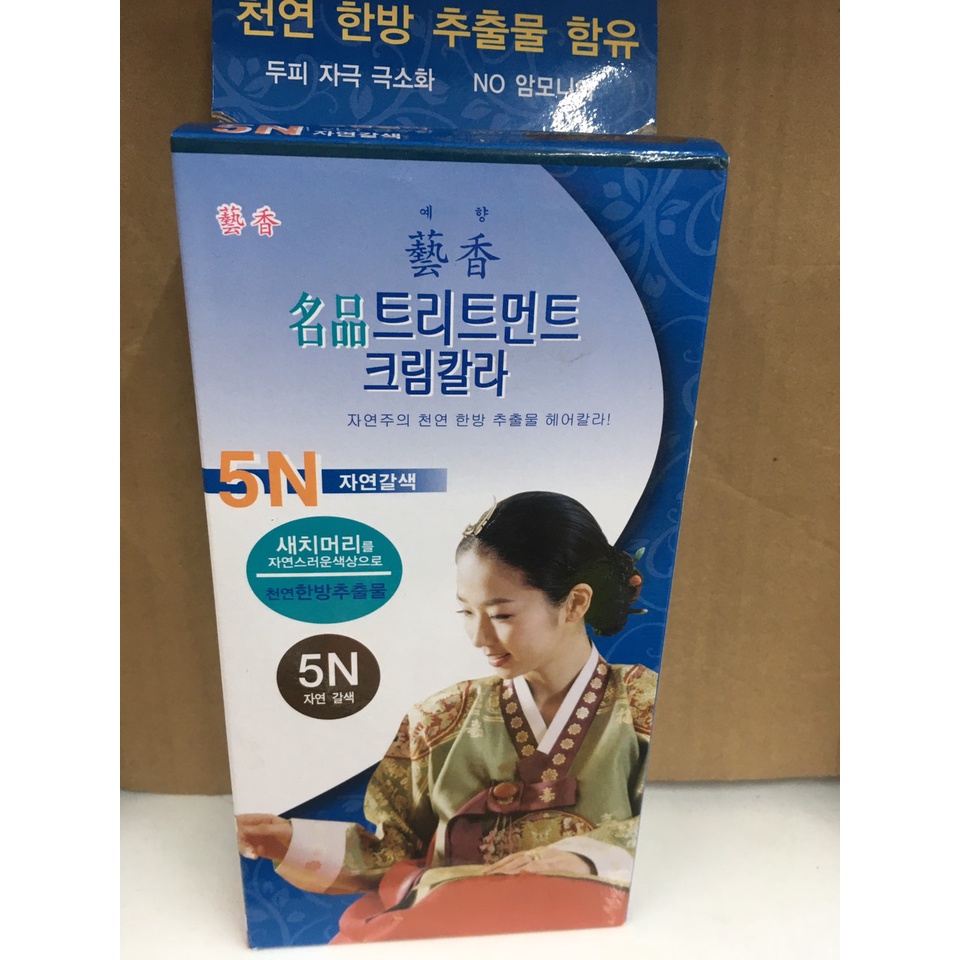 천연 한방 추출물 함유
두피 자극 극소화 NO 암모니아
5N 자연갈색
藝香
예 향
藝香
名品트리트먼트
크림칼라
자연주의 천연 한방 추출물 헤어칼라!
5N 자연갈색
새치머리를
자연스러운색상으로
천연한방추출물
5N
자연 갈색